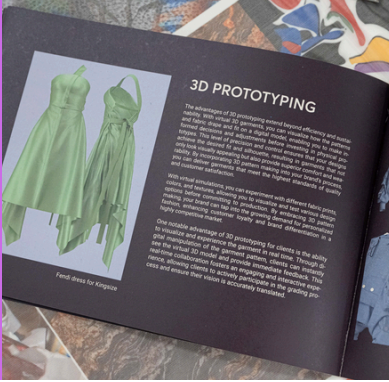 3D PROTOTYPING
The advantages of 3D prototyping extend beyond efficiency and sustai-
nability. With virtual 3D garments, you can visualize how the patterns
and fabric drape and fit on a digital model, enabling you to make in-
formed decisions and adjustments before investing in physical pro-
totypes. This level of precision and control ensures that your designs
achieve the desired fit and silhouette, resulting in garments that not
only look visually appealing but also provide superior comfort and wea-
rability. By incorporating 3D pattern making into your brand's process,
you can deliver garments that meet the highest standards of quality
and customer satisfaction.
With virtual simulations, you can experiment with different fabric prints,
colors, and textures, allowing you to visualize and test various design
options before committing to production. By embracing 3D pattern
making, your brand can tap into the growing demand for personalized
fashion, enhancing customer loyalty and brand differentiation in a
highly competitive market.
One notable advantage of 3D prototyping for clients is the ability
to visualize and experience the garment in real time. Through di-
gital manipulation of the garment pattern, clients can instantly
see the virtual 3D model and provide immediate feedback. This
real-time collaboration fosters an engaging and interactive expe-
rience, allowing clients to actively participate in the grading pro-
cess and ensure their vision is accurately translated.
Fendi dress for Kingsize